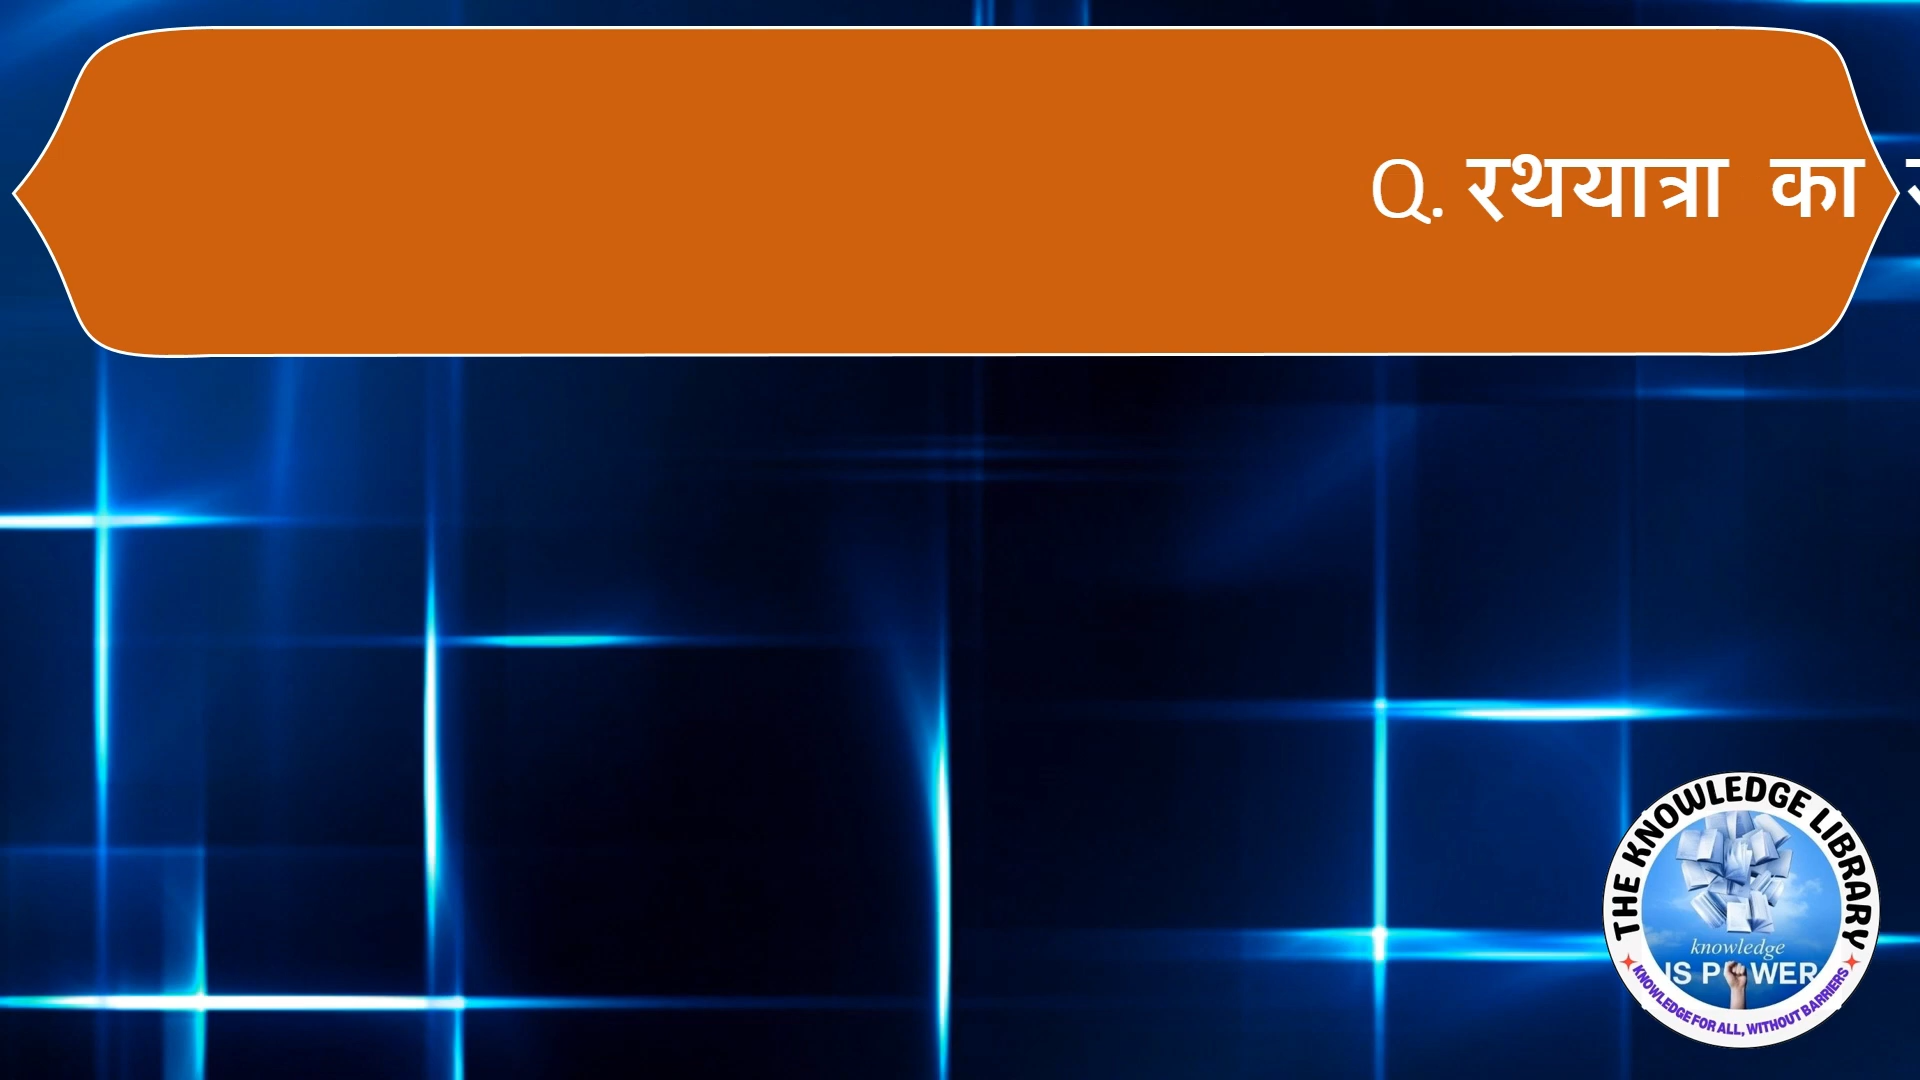 Q. रथयात्रा का
THE KNOWLEDGE LIBRARY
knowledge
IS POWER
KNOWLEDGE FOR ALL, WITHOUT BARRIERS